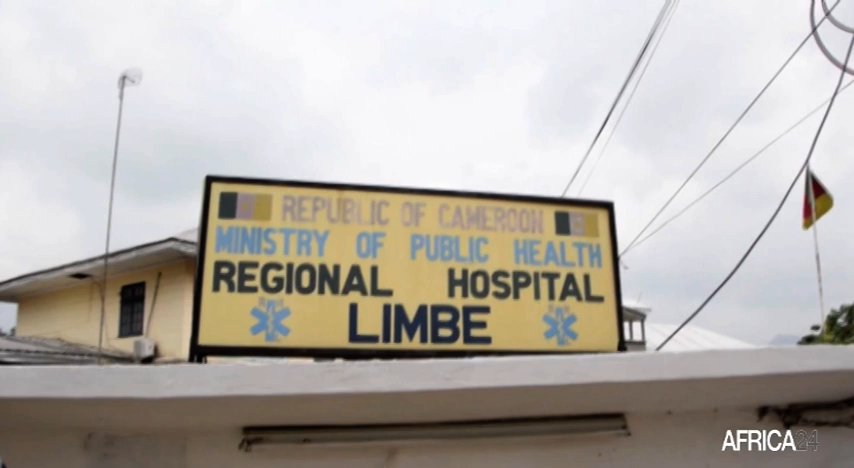 REPUBLIC OF CAMEROON
MINISTRY OF PUBLIC HEALTH
REGIONAL HOSPITAL
LIMBE
AFRICA24